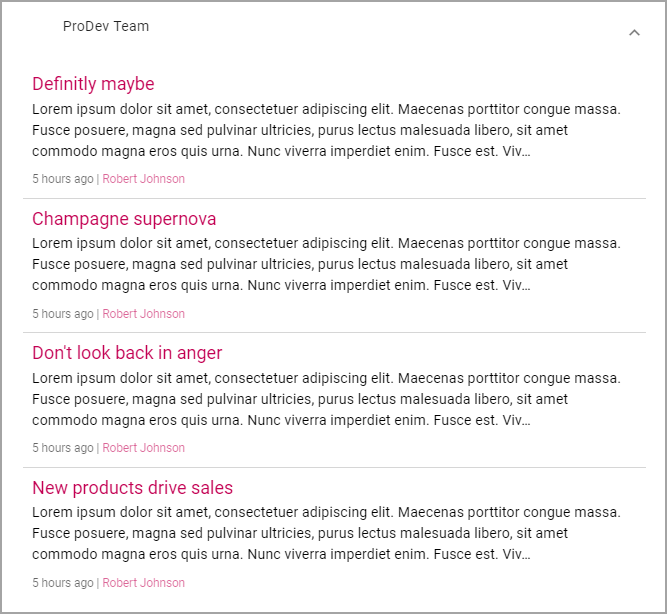 ProDev Team
Definitly maybe
Lorem ipsum dolor sit amet, consectetuer adipiscing elit. Maecenas porttitor congue massa.
Fusce posuere, magna sed pulvinar ultricies, purus lectus malesuada libero, sit amet
commodo magna eros quis urna. Nunc viverra imperdiet enim. Fusce est. Viv...
5 hours ago | Robert Johnson
Champagne supernova
Lorem ipsum dolor sit amet, consectetuer adipiscing elit. Maecenas porttitor congue massa.
Fusce posuere, magna sed pulvinar ultricies, purus lectus malesuada libero, sit amet
commodo magna eros quis urna. Nunc viverra imperdiet enim. Fusce est. Viv...
5 hours ago | Robert Johnson
Don't look back in anger
Lorem ipsum dolor sit amet, consectetuer adipiscing elit. Maecenas porttitor congue massa.
Fusce posuere, magna sed pulvinar ultricies, purus lectus malesuada libero, sit amet
commodo magna eros quis urna. Nunc viverra imperdiet enim. Fusce est. Viv...
5 hours ago | Robert Johnson
New products drive sales
Lorem ipsum dolor sit amet, consectetuer adipiscing elit. Maecenas porttitor congue massa.
Fusce posuere, magna sed pulvinar ultricies, purus lectus malesuada libero, sit amet
commodo magna eros quis urna. Nunc viverra imperdiet enim. Fusce est. Viv...
5 hours ago | Robert Johnson